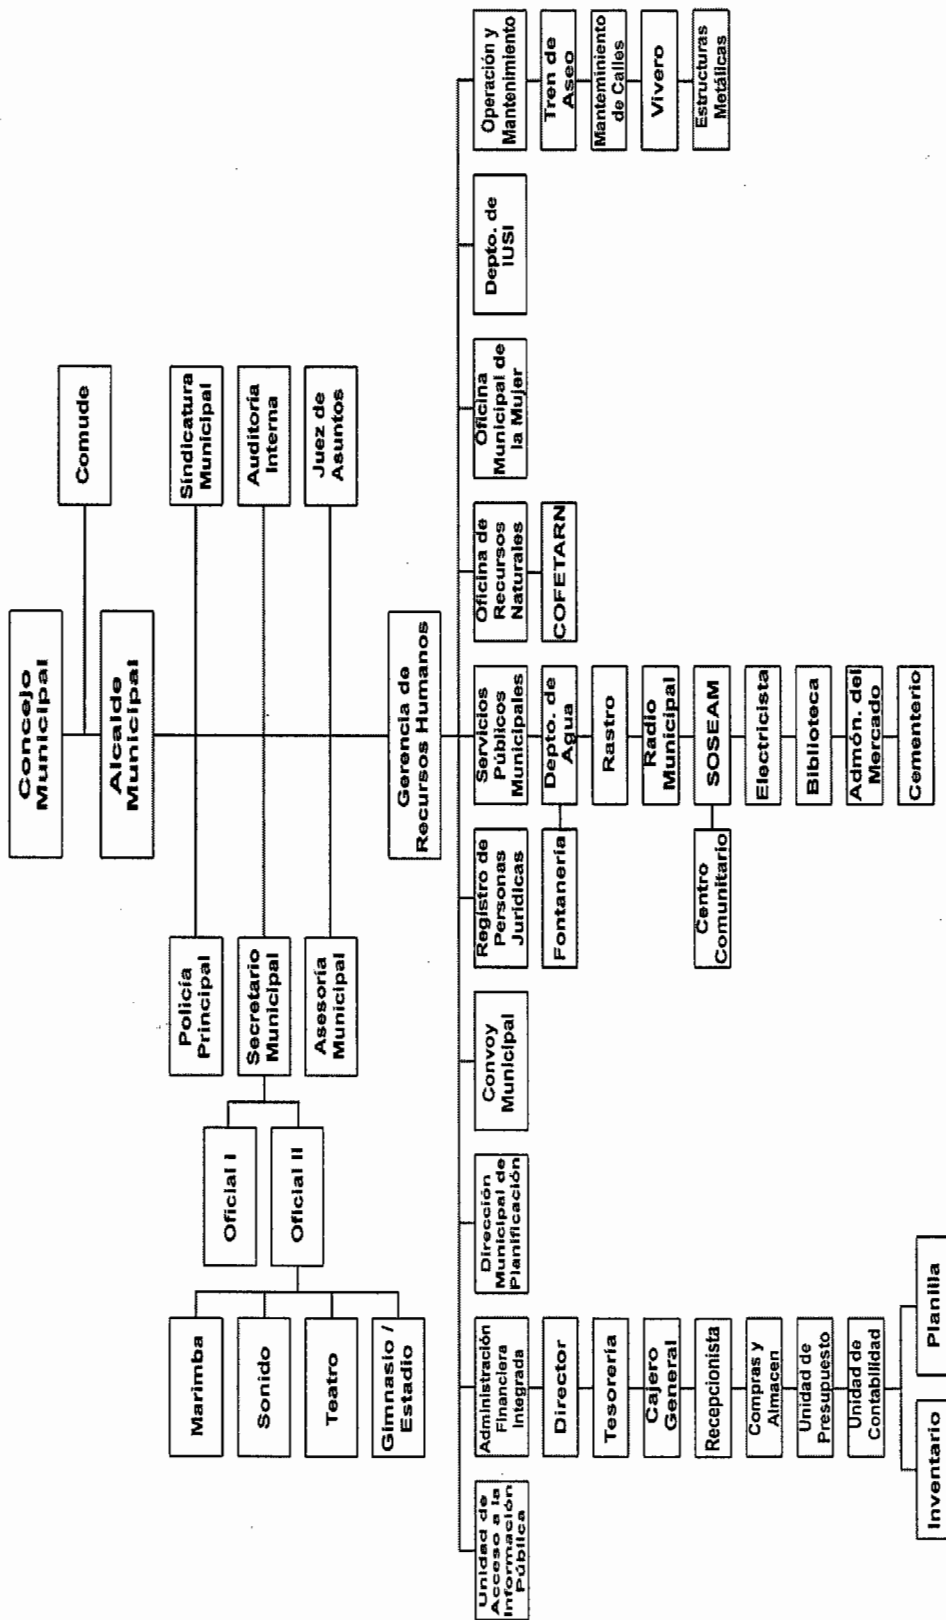 Concejo
Municipal
Comude
Alcalde
Municipal
Policía
Principal
Síndicatura
Municipal
Secretario
Municipal
Auditoría
Interna
Asesoría
Municipal
Juez de
Asuntos
Oficial I
Oficial II
Marimba
Sonido
Teatro
Gimnasio /
Estadio
Gerencia de
Recursos Humanos
Unidad de
Acceso a la
Información
Pública
Administración
Financiera
Integrada
Dirección
Municipal de
Planificación
Convoy
Municipal
Registro de
Personas
Jurídicas
Servicios
Públicos
Municipales
Oficina de
Recursos
Naturales
Oficina
Municipal de
la Mujer
Depto. de
IUSI
Operación y
Mantenimiento
Director
Tesorería
Cajero
General
Recepcionista
Compras y
Almacen
Unidad de
Presupuesto
Unidad de
Contabilidad
Inventario
Planilla
Fontanería
Depto. de
Agua
Rastro
Radio
Municipal
Centro
Comunitario
SOSEAM
Electricista
Biblioteca
Admón. del
Mercado
Cementerio
COFETARN
Tren de
Aseo
Manteminiento
de Calles
Vivero
Estructuras
Metálicas